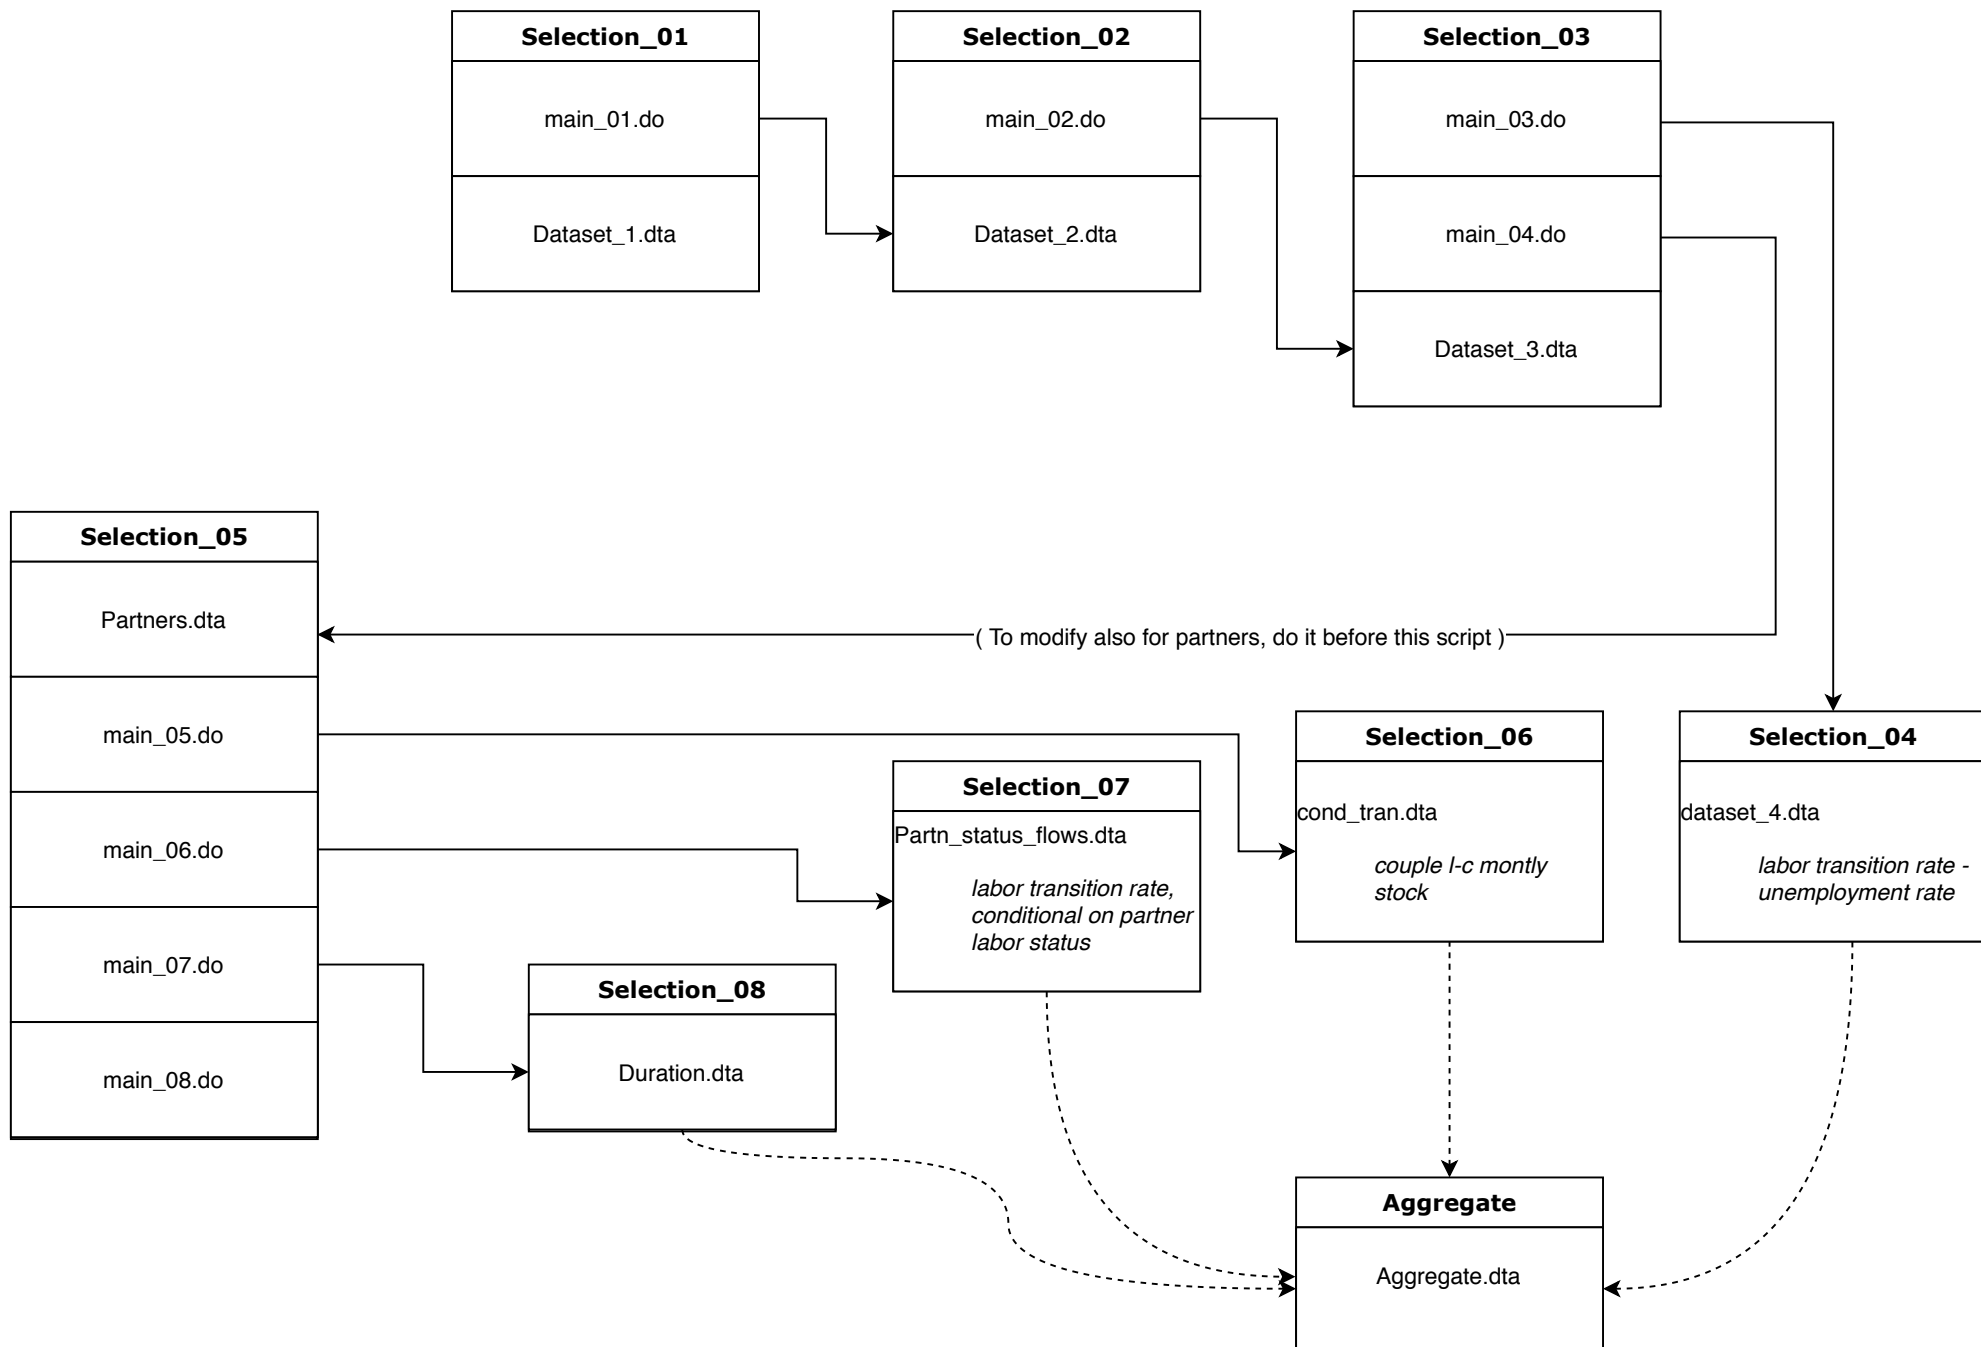 Selection_01
main_01.do
Dataset_1.dta
Selection_02
main_02.do
Dataset_2.dta
Selection_03
main_03.do
main_04.do
Dataset_3.dta
Selection_05
Partners.dta
main_05.do
main_06.do
main_07.do
main_08.do
( To modify also for partners, do it before this script )
Selection_08
Duration.dta
Selection_07
Partn_status_flows.dta
labor transition rate,
conditional on partner
labor status
Selection_06
cond_tran.dta
couple l-c montly
stock
Selection_04
dataset_4.dta
labor transition rate -
unemployment rate
Aggregate
Aggregate.dta